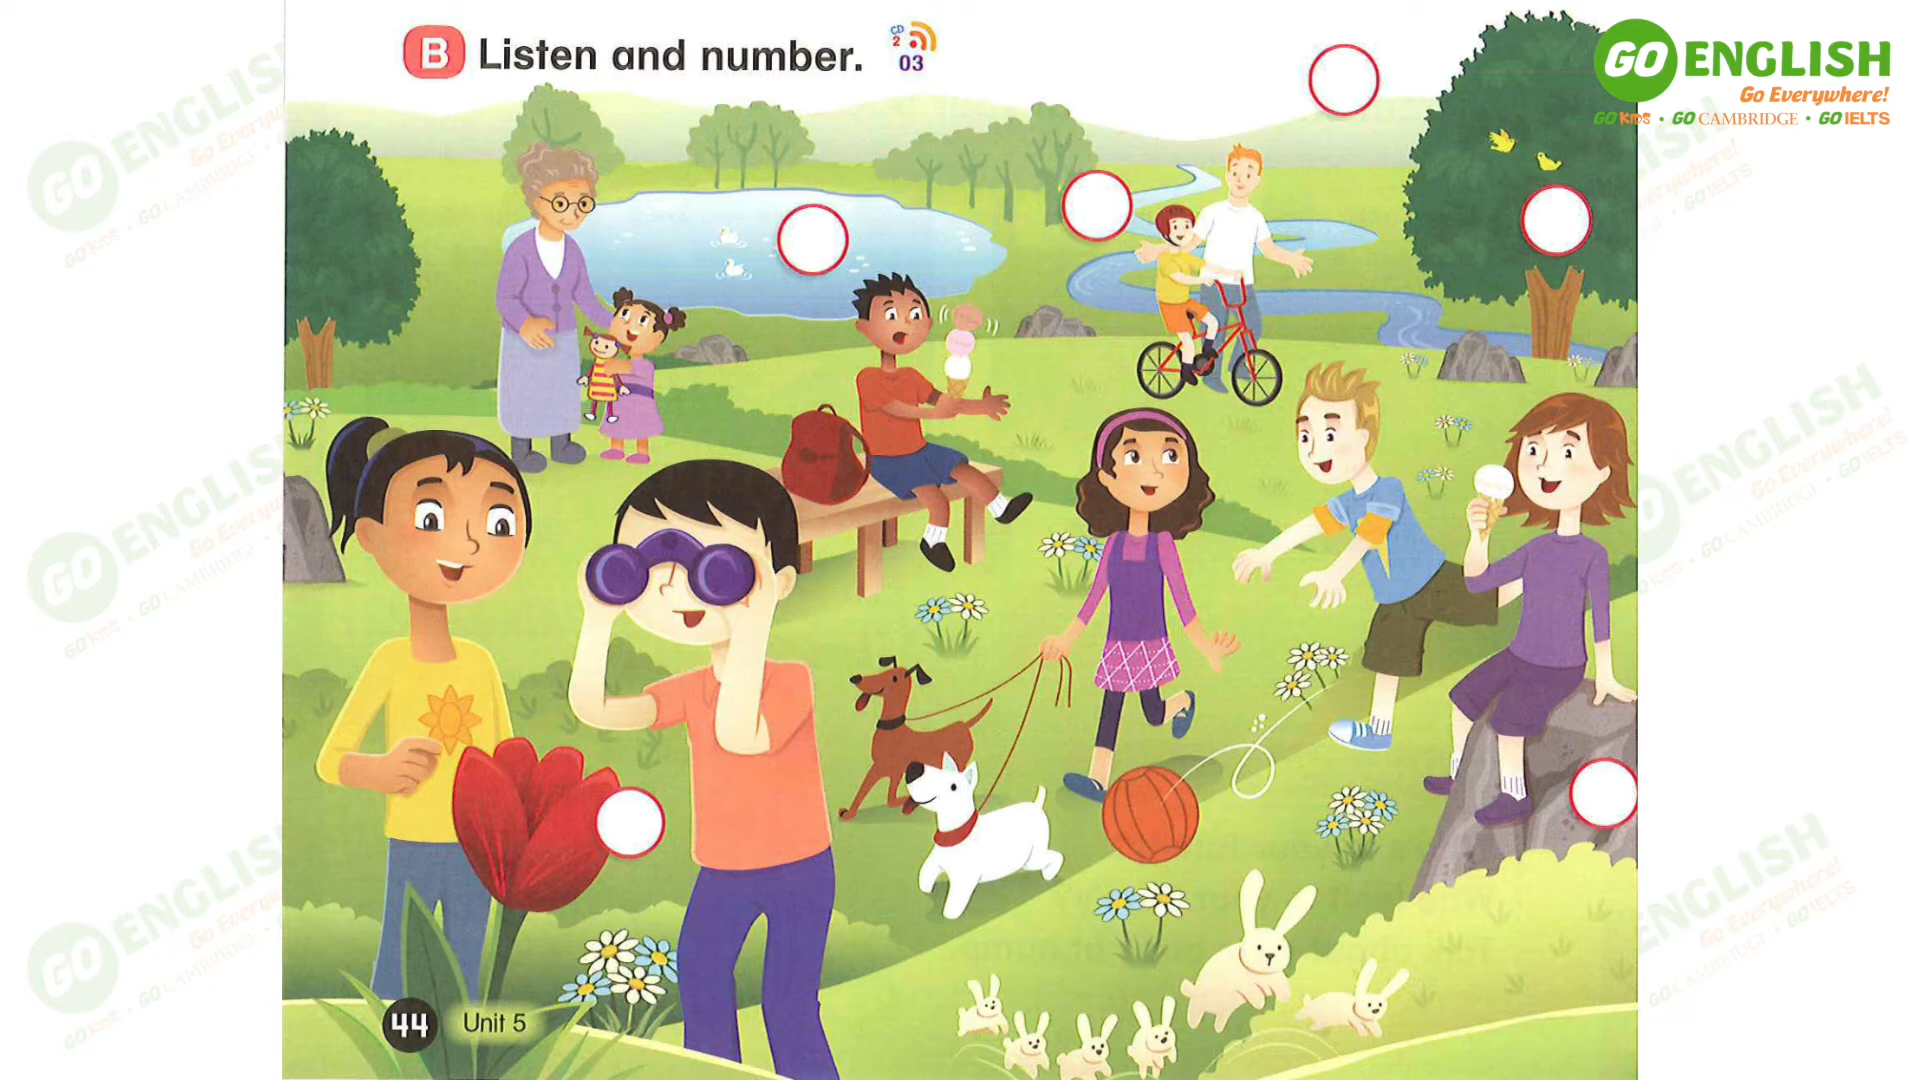 B Listen and number.
CD
2
03
GO ENGLISH
Go Everywhere!
GO KIDS • GO CAMBRIDGE • GO IELTS
44 Unit 5